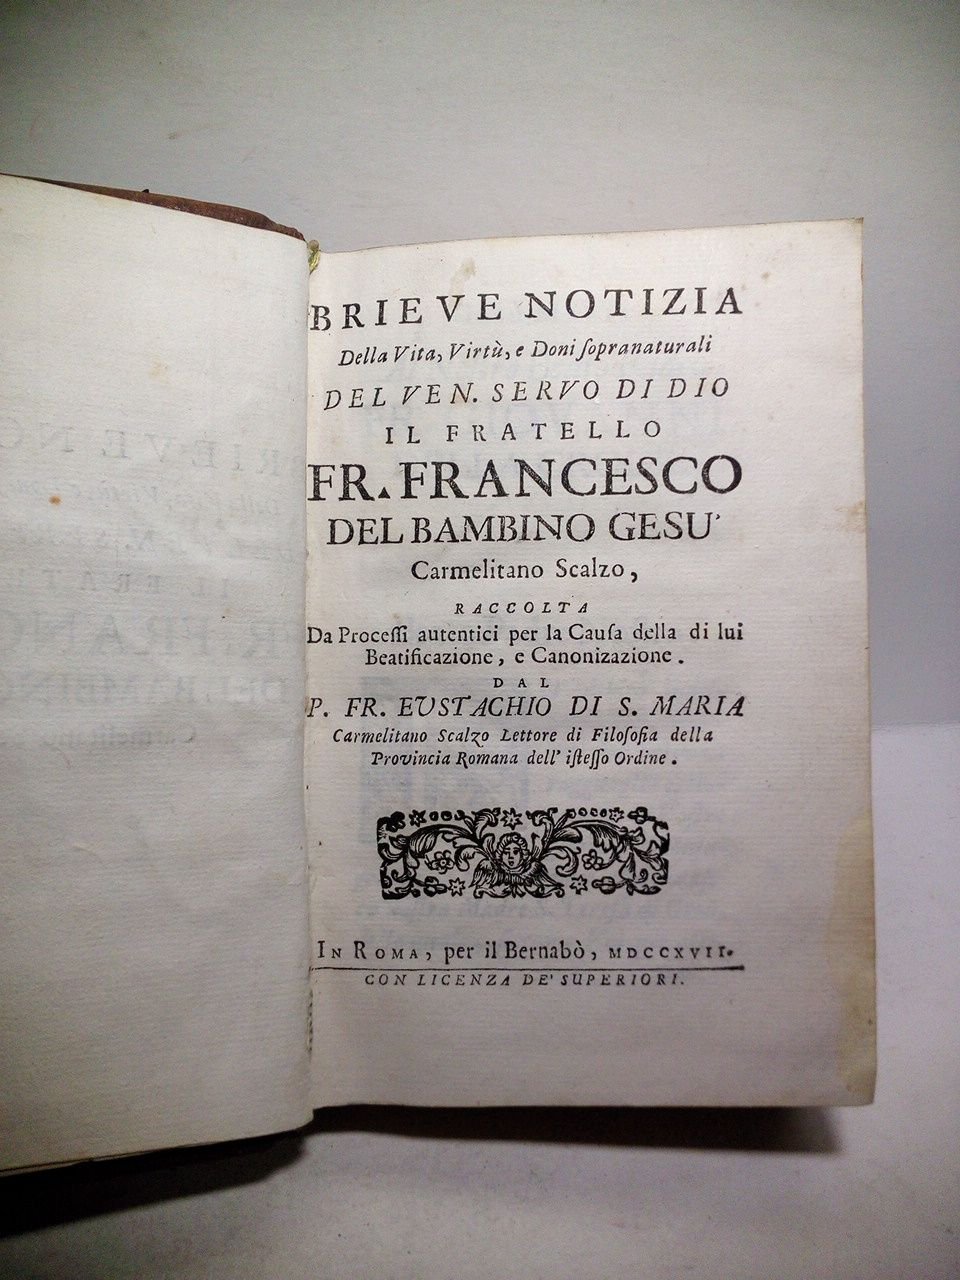 BRIEVE NOTIZIA
Della Vita, Virtù, e Doni ſopranaturali
DEL VEN. SERVO DI DIO
IL FRATELLO
FR. FRANCESCO
DEL BAMBINO GESU'
Carmelitano Scalzo,
RACCOLTA
Da Proceſſi autentici per la Cauſa della di lui
Beatificazione, e Canonizazione.
DAL
P. FR. EUSTACHIO DI S. MARIA
Carmelitano Scalzo Lettore di Filoſofia della
Provincia Romana dell' iſteſſo Ordine.
IN ROMA, per il Bernabò, MDCCXVII.
CON LICENZA DE' SUPERIORI.